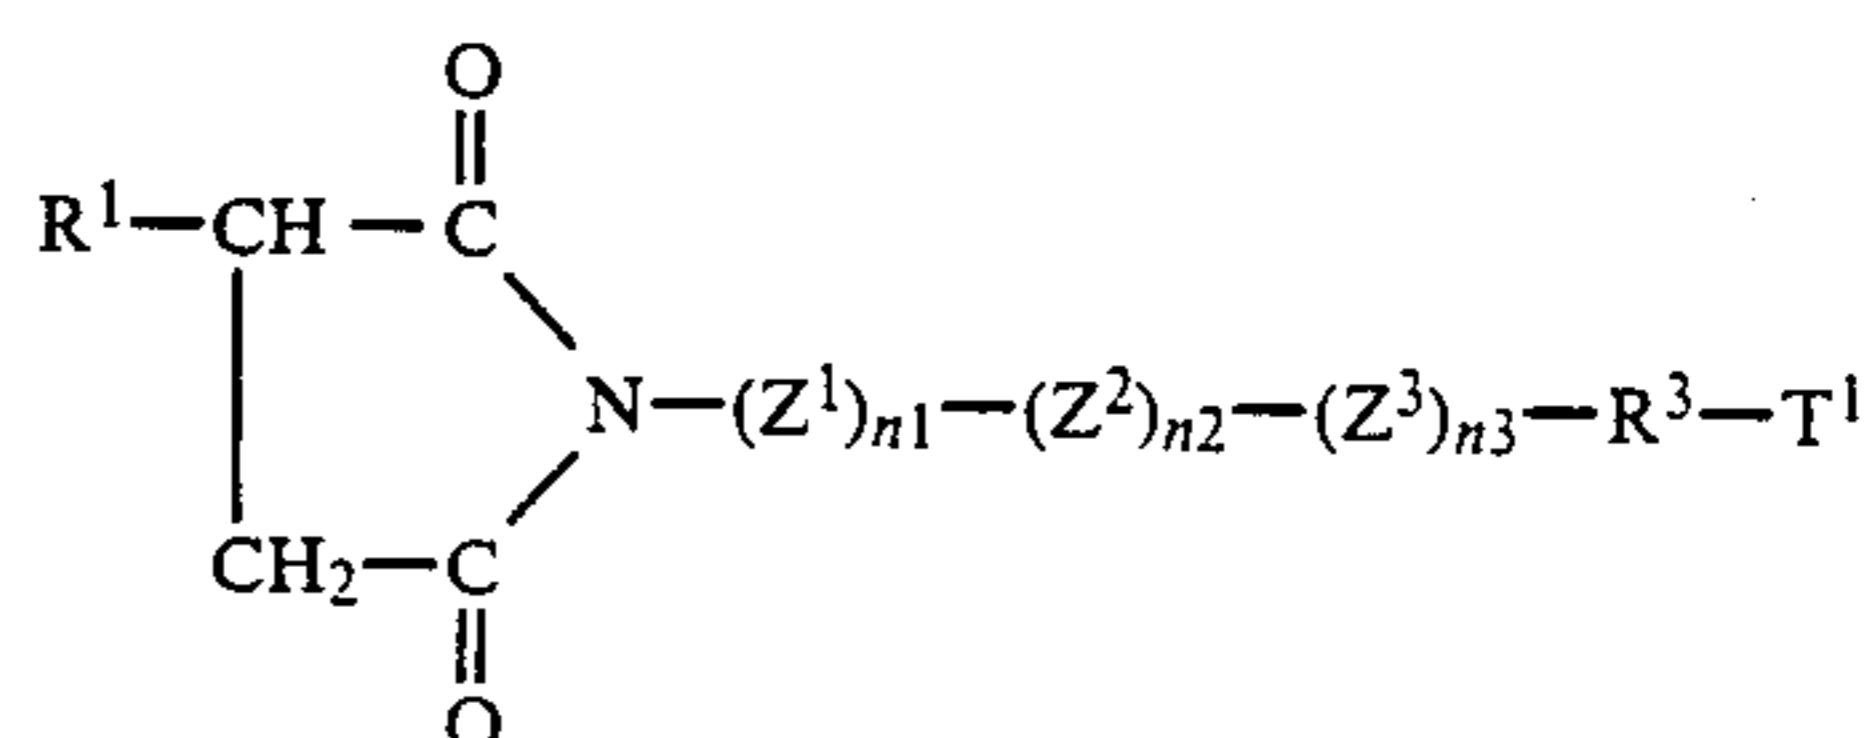 O
R¹—CH—C
N—(Z¹)ₙ₁—(Z²)ₙ₂—(Z³)ₙ₃—R³—T¹
CH₂—C
O